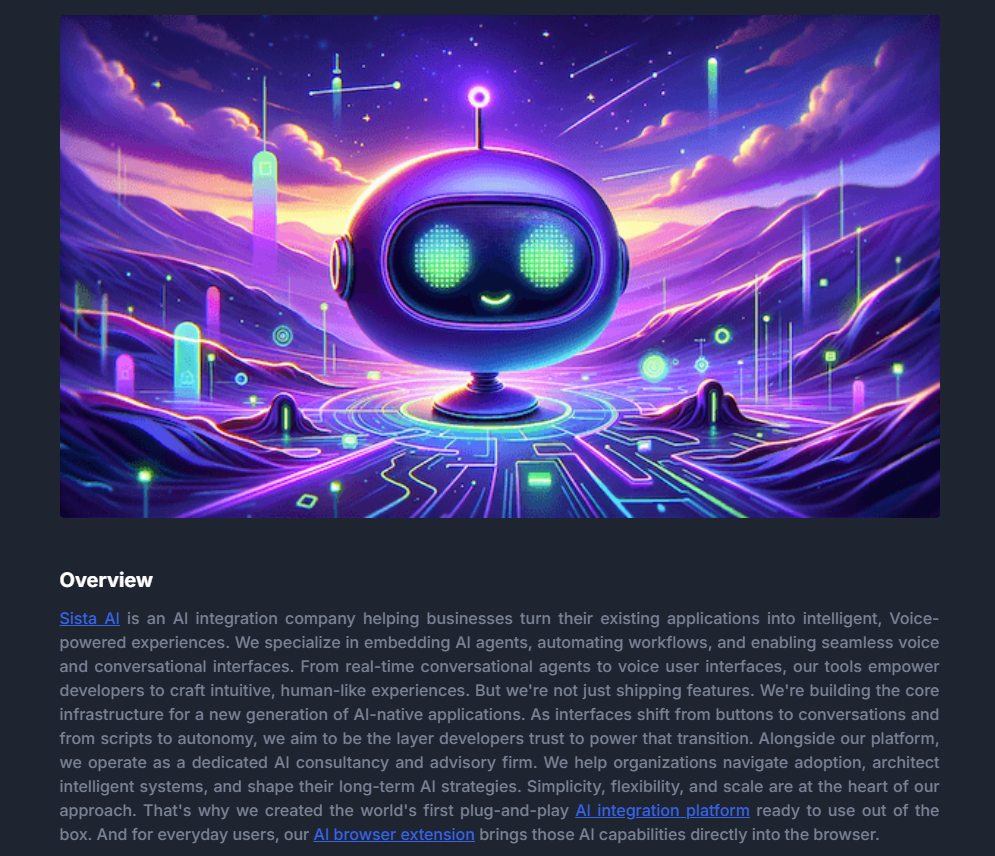 Overview
Sista AI is an AI integration company helping businesses turn their existing applications into intelligent, Voice-
powered experiences. We specialize in embedding AI agents, automating workflows, and enabling seamless voice
and conversational interfaces. From real-time conversational agents to voice user interfaces, our tools empower
developers to craft intuitive, human-like experiences. But we're not just shipping features. We're building the core
infrastructure for a new generation of AI-native applications. As interfaces shift from buttons to conversations and
from scripts to autonomy, we aim to be the layer developers trust to power that transition. Alongside our platform,
we operate as a dedicated AI consultancy and advisory firm. We help organizations navigate adoption, architect
intelligent systems, and shape their long-term AI strategies. Simplicity, flexibility, and scale are at the heart of our
approach. That's why we created the world's first plug-and-play AI integration platform ready to use out of the
box. And for everyday users, our AI browser extension brings those AI capabilities directly into the browser.